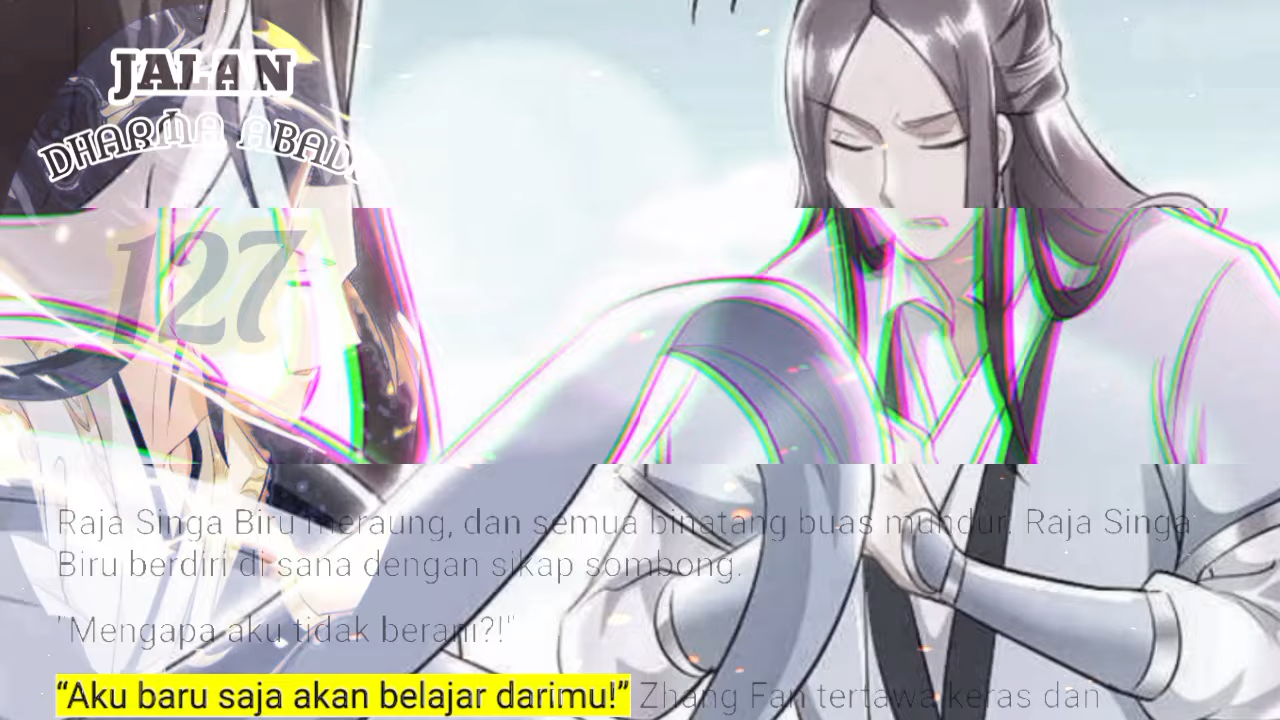 JALAN
DHARMA ABADI
127
Raja Singa Biru meraung, dan semua binatang buas mundur. Raja Singa
Biru berdiri di sana dengan sikap sombong.
"Mengapa aku tidak berani?!"
“Aku baru saja akan belajar darimu!” Zhang Fan tertawa keras dan